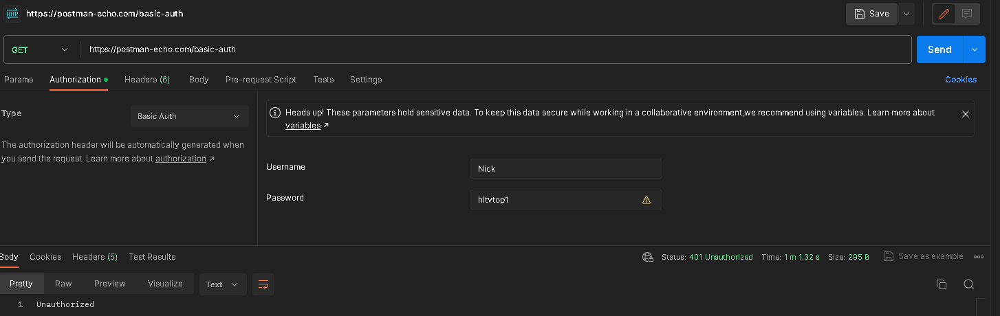 HTTP https://postman-echo.com/basic-auth Save
GET https://postman-echo.com/basic-auth Send
Params Authorization Headers (6) Body Pre-request Script Tests Settings Cookies
Type Basic Auth
The authorization header will be automatically generated when
you send the request. Learn more about authorization ↗
Heads up! These parameters hold sensitive data. To keep this data secure while working in a collaborative environment,we recommend using variables. Learn more about
variables ↗
Username Nick
Password hltvtop1
Body Cookies Headers (5) Test Results Status: 401 Unauthorized Time: 1 m 1.32 s Size: 295 B Save as example
Pretty Raw Preview Visualize Text
1 Unauthorized